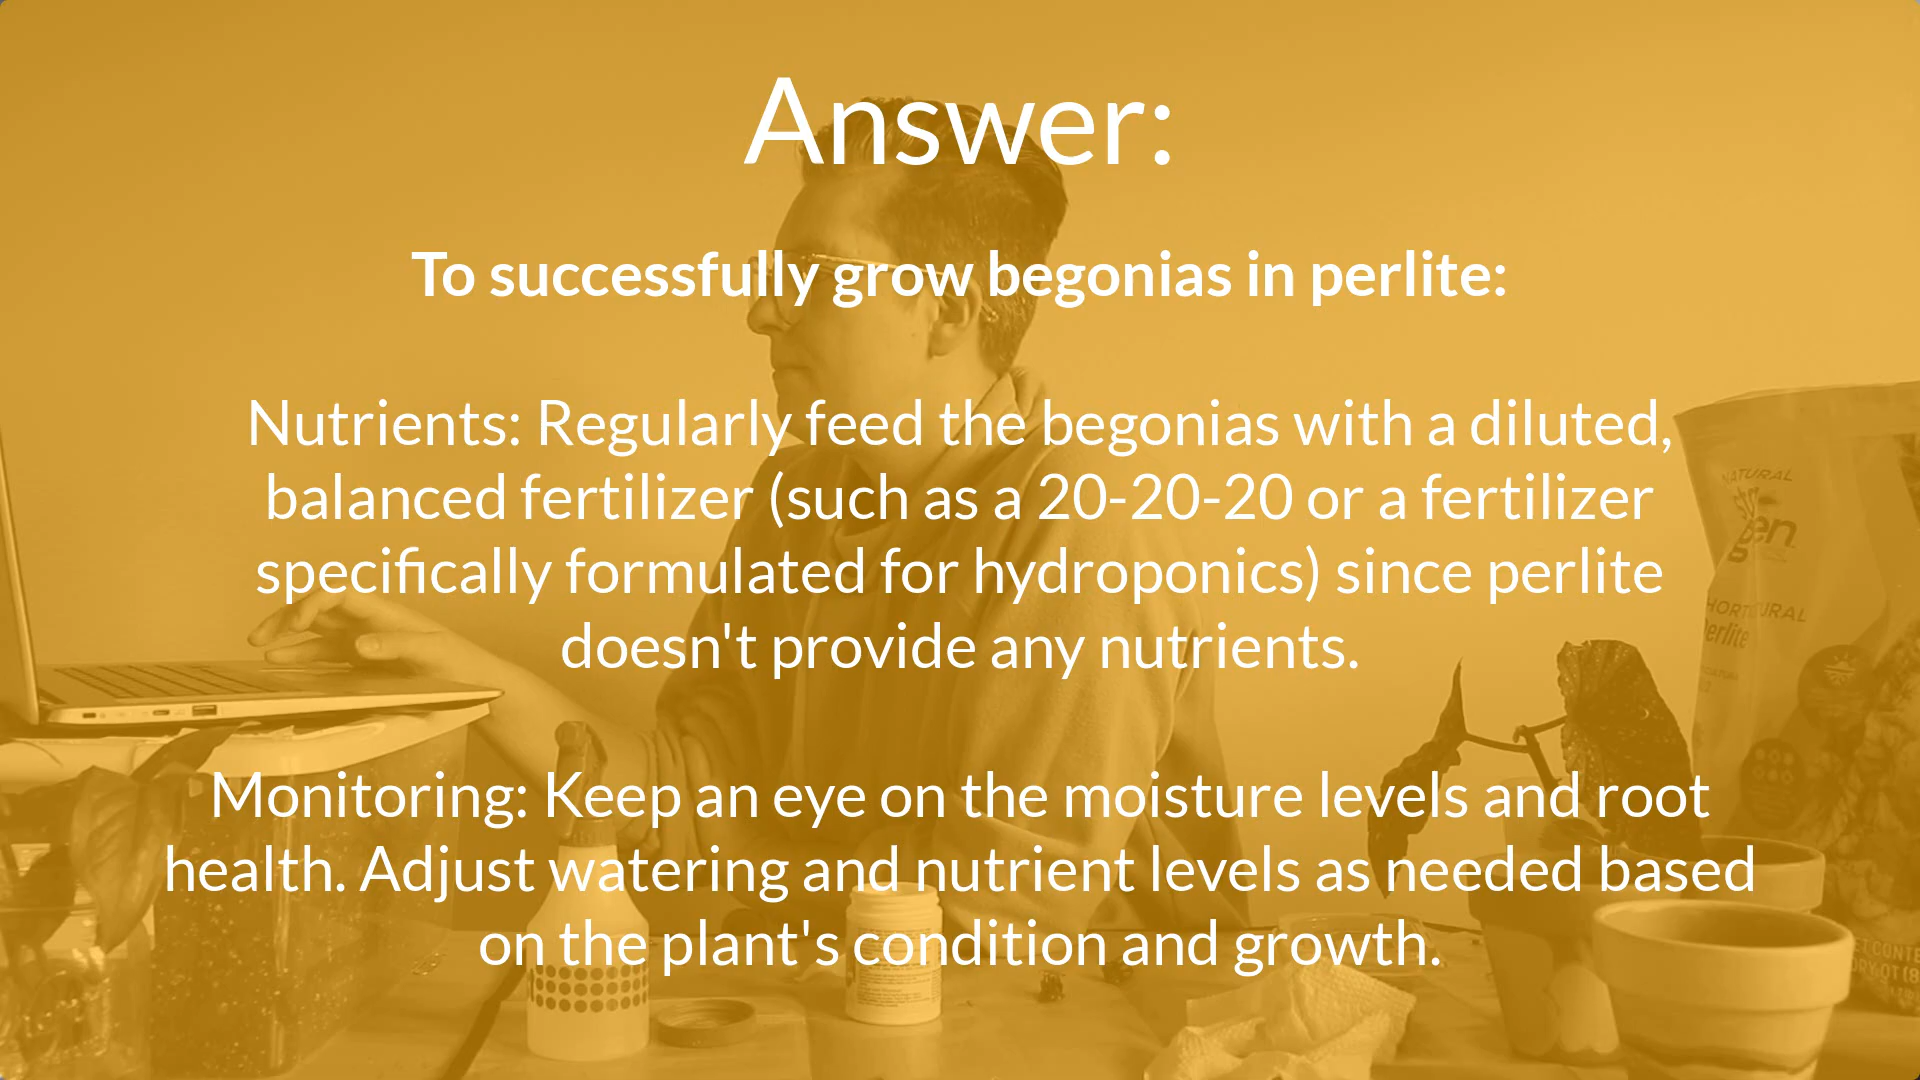 Answer:
To successfully grow begonias in perlite:
Nutrients: Regularly feed the begonias with a diluted,
balanced fertilizer (such as a 20-20-20 or a fertilizer
specifically formulated for hydroponics) since perlite
doesn't provide any nutrients.
Monitoring: Keep an eye on the moisture levels and root
health. Adjust watering and nutrient levels as needed based
on the plant's condition and growth.
NATURAL
gen
perlite